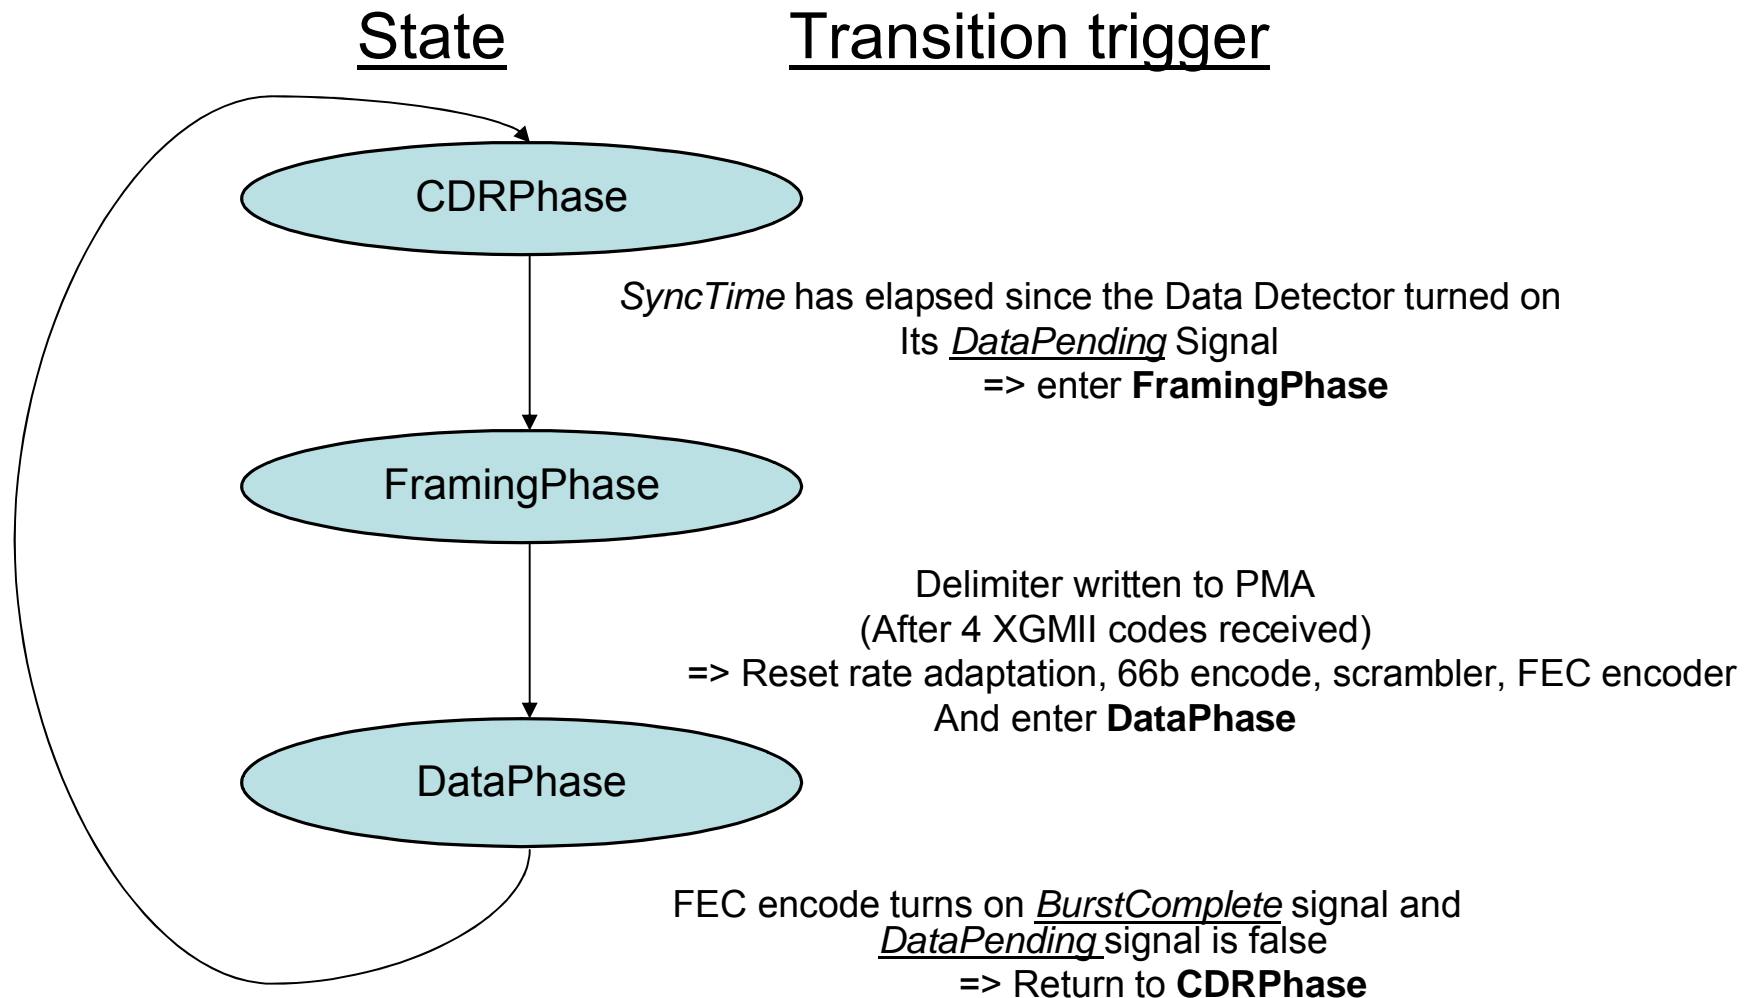 State
Transition trigger
CDRPhase
SyncTime has elapsed since the Data Detector turned on
Its DataPending Signal
=> enter FramingPhase
FramingPhase
Delimiter written to PMA
(After 4 XGMII codes received)
=> Reset rate adaptation, 66b encode, scrambler, FEC encoder
And enter DataPhase
DataPhase
FEC encode turns on BurstComplete signal and
DataPending signal is false
=> Return to CDRPhase